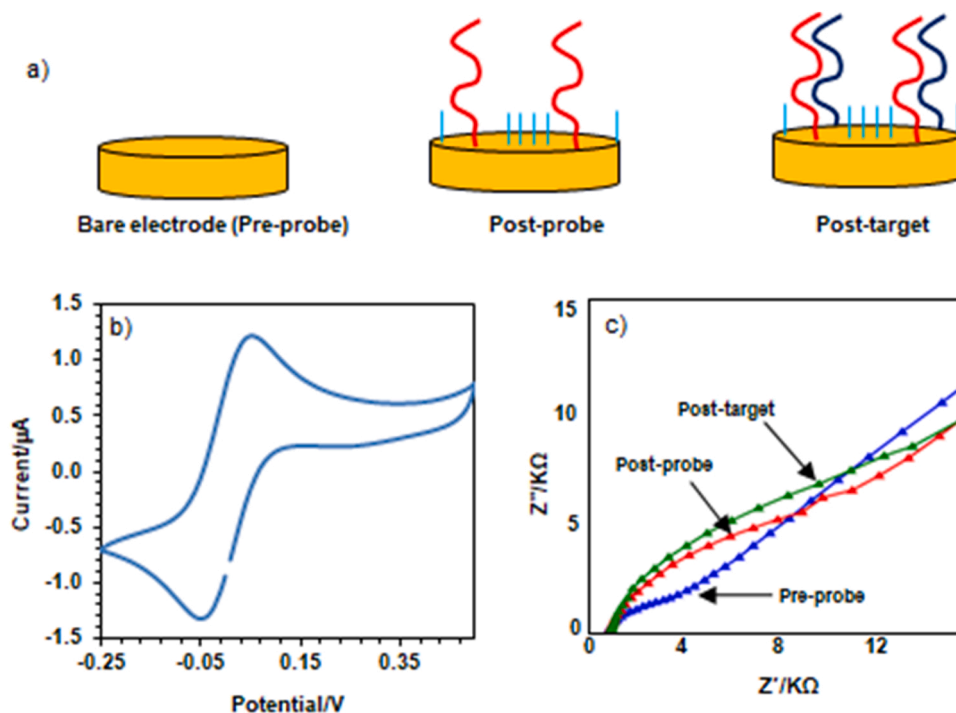 a)
Bare electrode (Pre-probe)
Post-probe
Post-target
b)
1.5
1.0
0.5
0.0
-0.5
-1.0
-1.5
-0.25
-0.05
0.15
0.35
Current/µA
Potential/V
c)
15
10
5
0
0
4
8
12
Z''/KΩ
Z'/KΩ
Post-target
Post-probe
Pre-probe